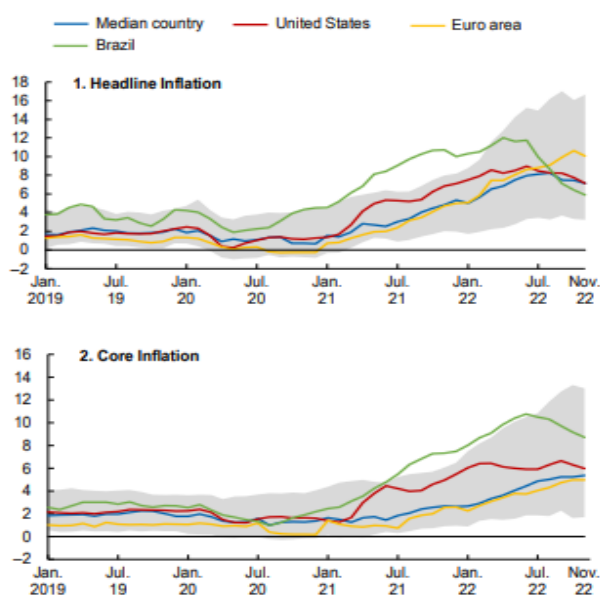 Median country United States Euro area
Brazil
1. Headline Inflation
18
16
14
12
10
8
6
4
2
0
−2
Jan. Jul. Jan. Jul. Jan. Jul. Jan. Jul. Nov.
2019 19 20 20 21 21 22 22 22
2. Core Inflation
16
14
12
10
8
6
4
2
0
−2
Jan. Jul. Jan. Jul. Jan. Jul. Jan. Jul. Nov.
2019 19 20 20 21 21 22 22 22